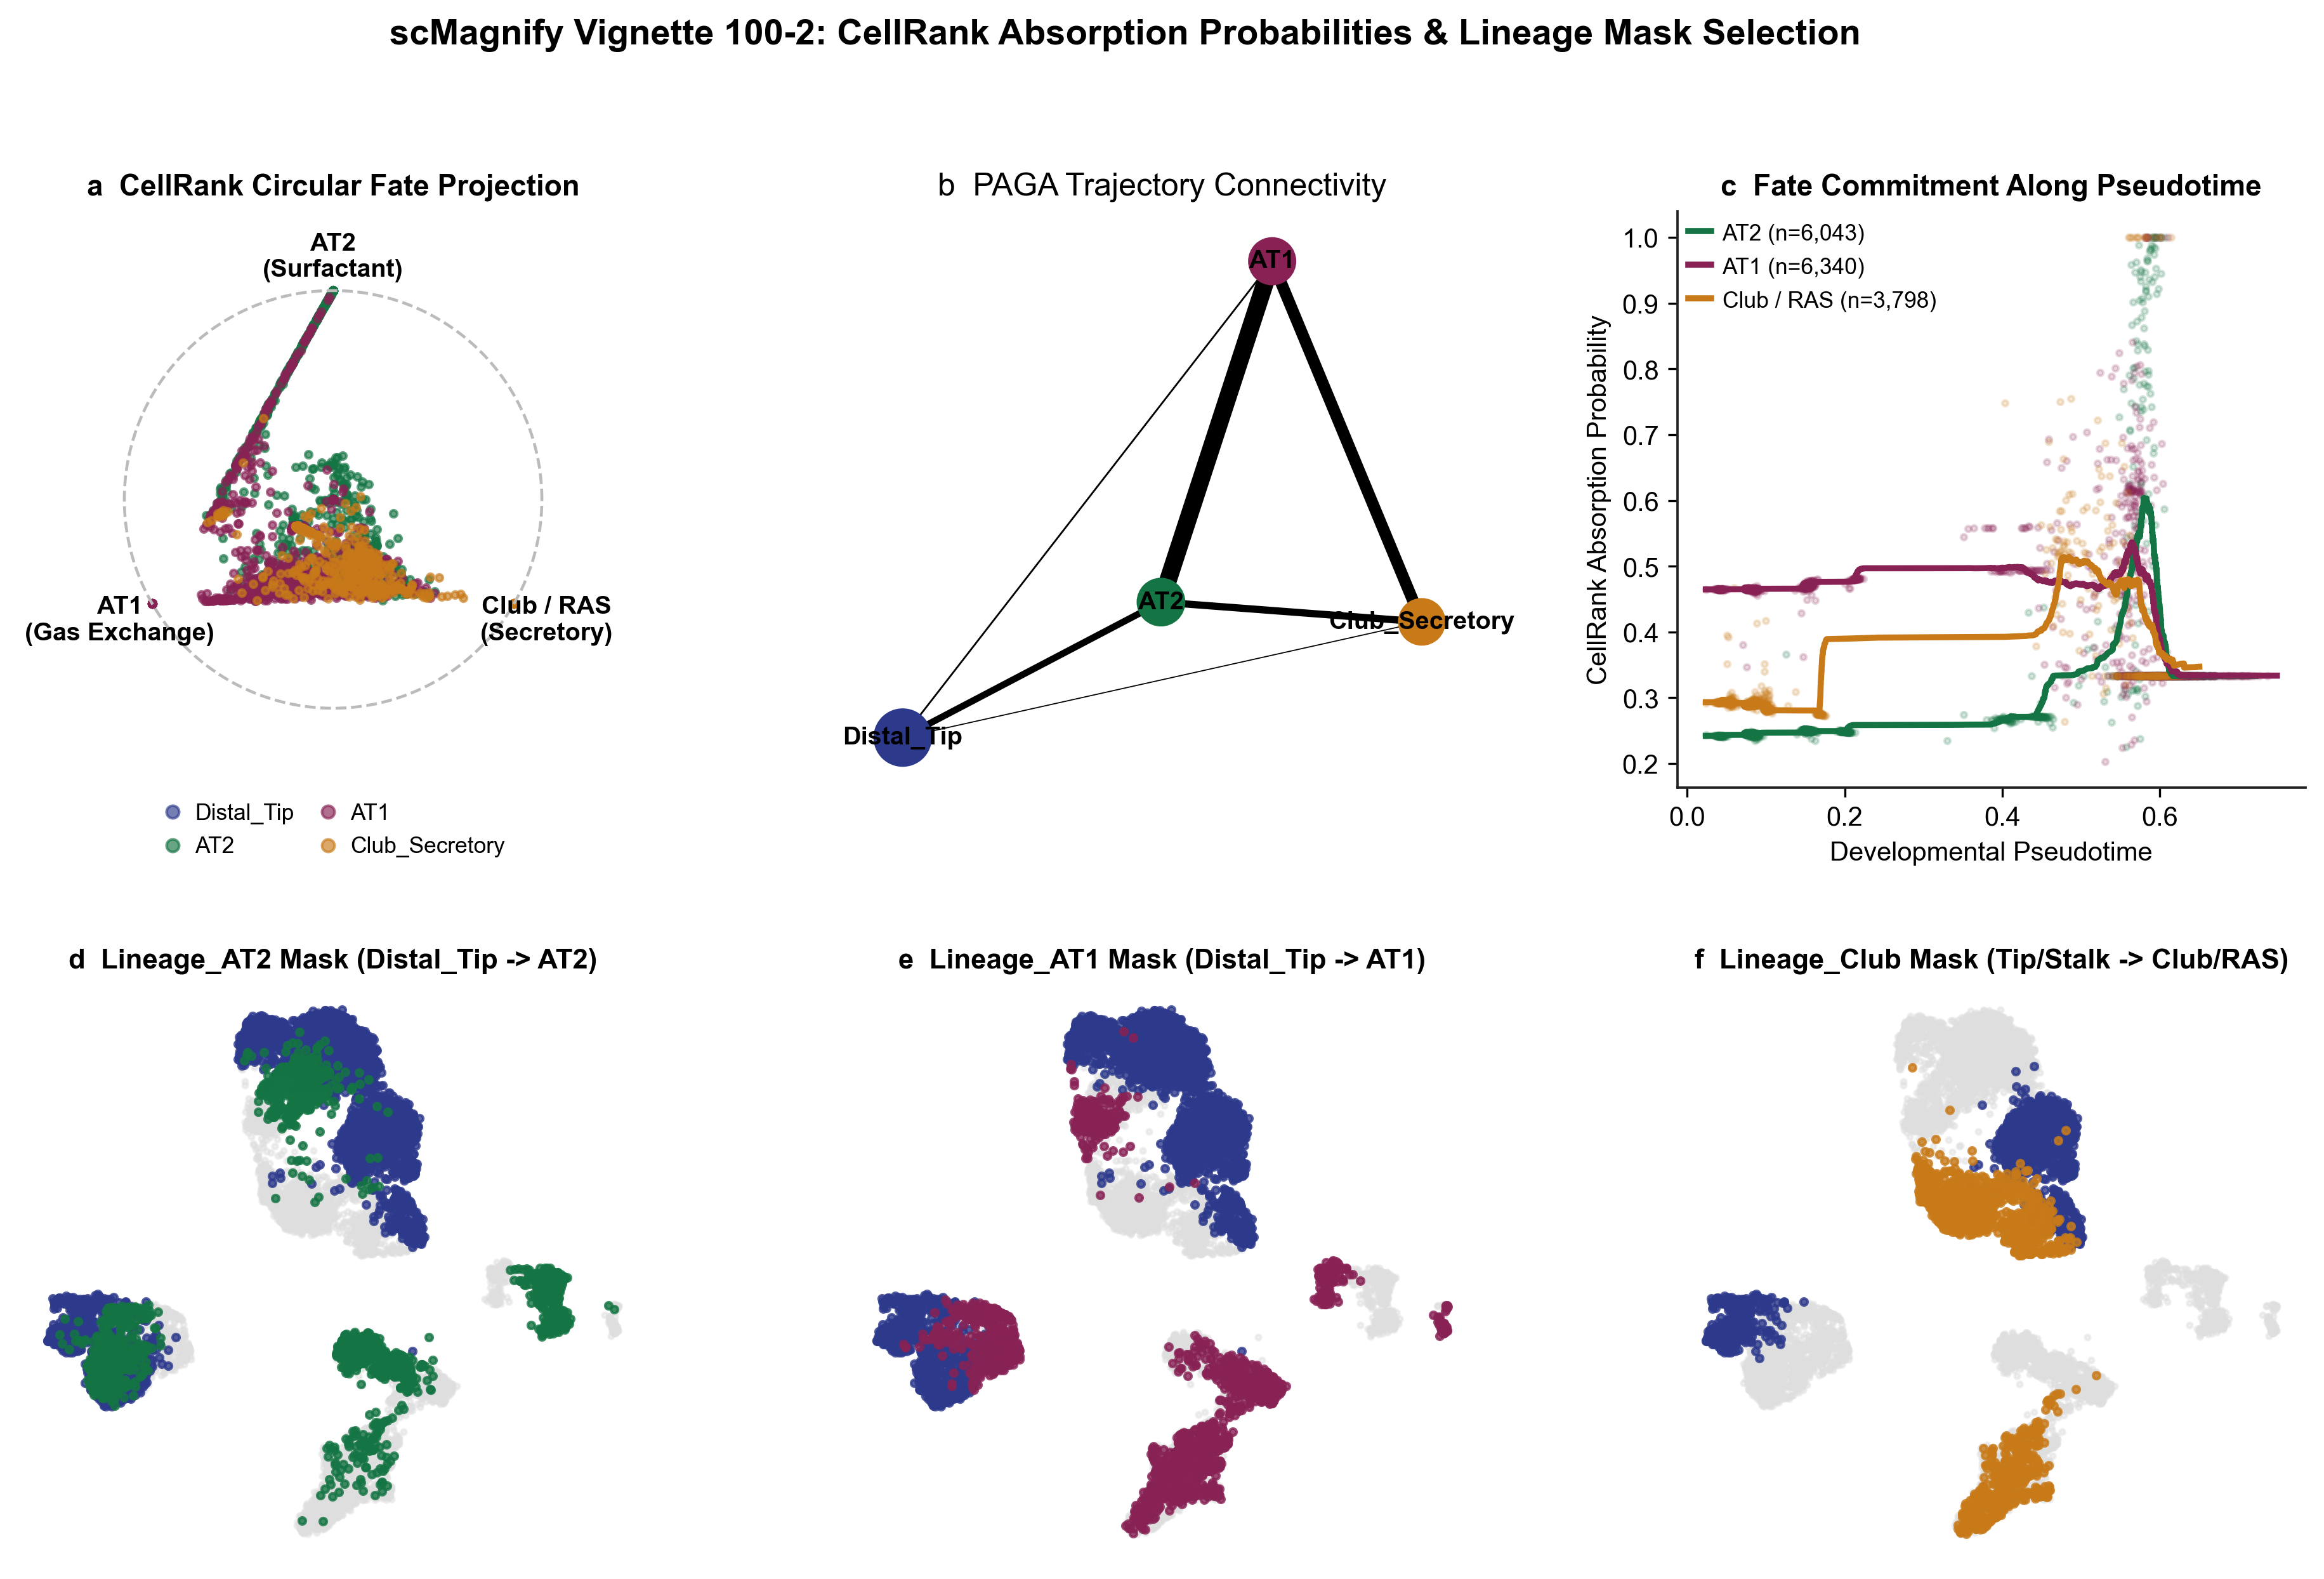 scMagnify Vignette 100-2: CellRank Absorption Probabilities & Lineage Mask Selection
a CellRank Circular Fate Projection
AT2
(Surfactant)
AT1
(Gas Exchange)
Club / RAS
(Secretory)
Distal_Tip
AT1
AT2
Club_Secretory
b PAGA Trajectory Connectivity
AT1
AT2
Club_Secretory
Distal_Tip
c Fate Commitment Along Pseudotime
AT2 (n=6,043)
AT1 (n=6,340)
Club / RAS (n=3,798)
CellRank Absorption Probability
1.0
0.9
0.8
0.7
0.6
0.5
0.4
0.3
0.2
0.0
0.2
0.4
0.6
Developmental Pseudotime
d Lineage_AT2 Mask (Distal_Tip -> AT2)
e Lineage_AT1 Mask (Distal_Tip -> AT1)
f Lineage_Club Mask (Tip/Stalk -> Club/RAS)